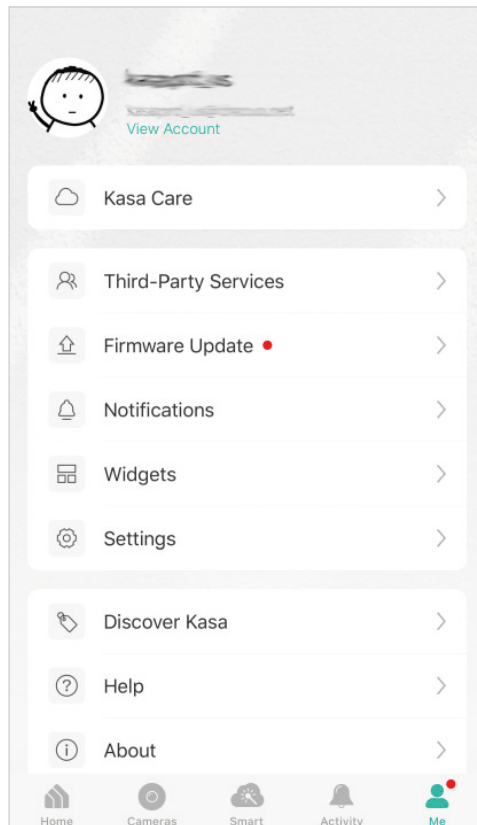 View Account
Kasa Care
Third-Party Services
Firmware Update
Notifications
Widgets
Settings
Discover Kasa
Help
About
Home
Cameras
Smart
Activity
Me